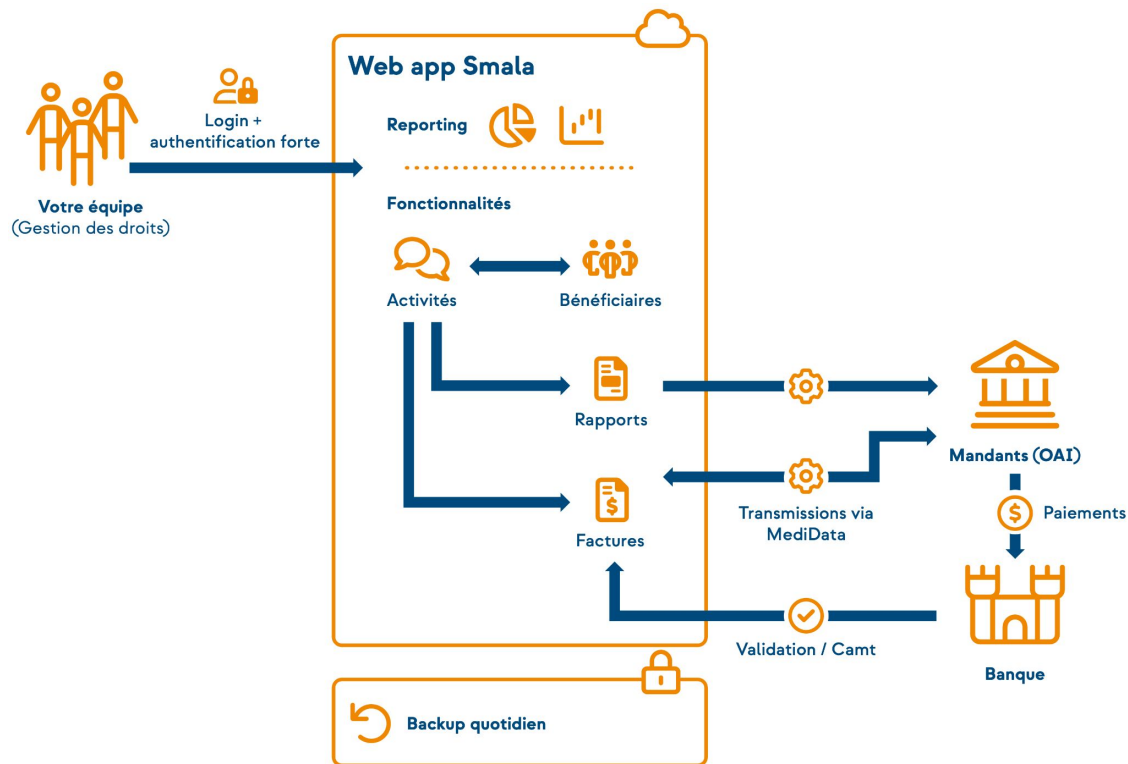 Web app Smala
Login +
authentification forte
Votre équipe
(Gestion des droits)
Reporting
Fonctionnalités
Activités
Bénéficiaires
Rapports
Factures
Mandants (OAI)
Transmissions via
MediData
$ Paiements
$
Validation / Camt
Banque
Backup quotidien